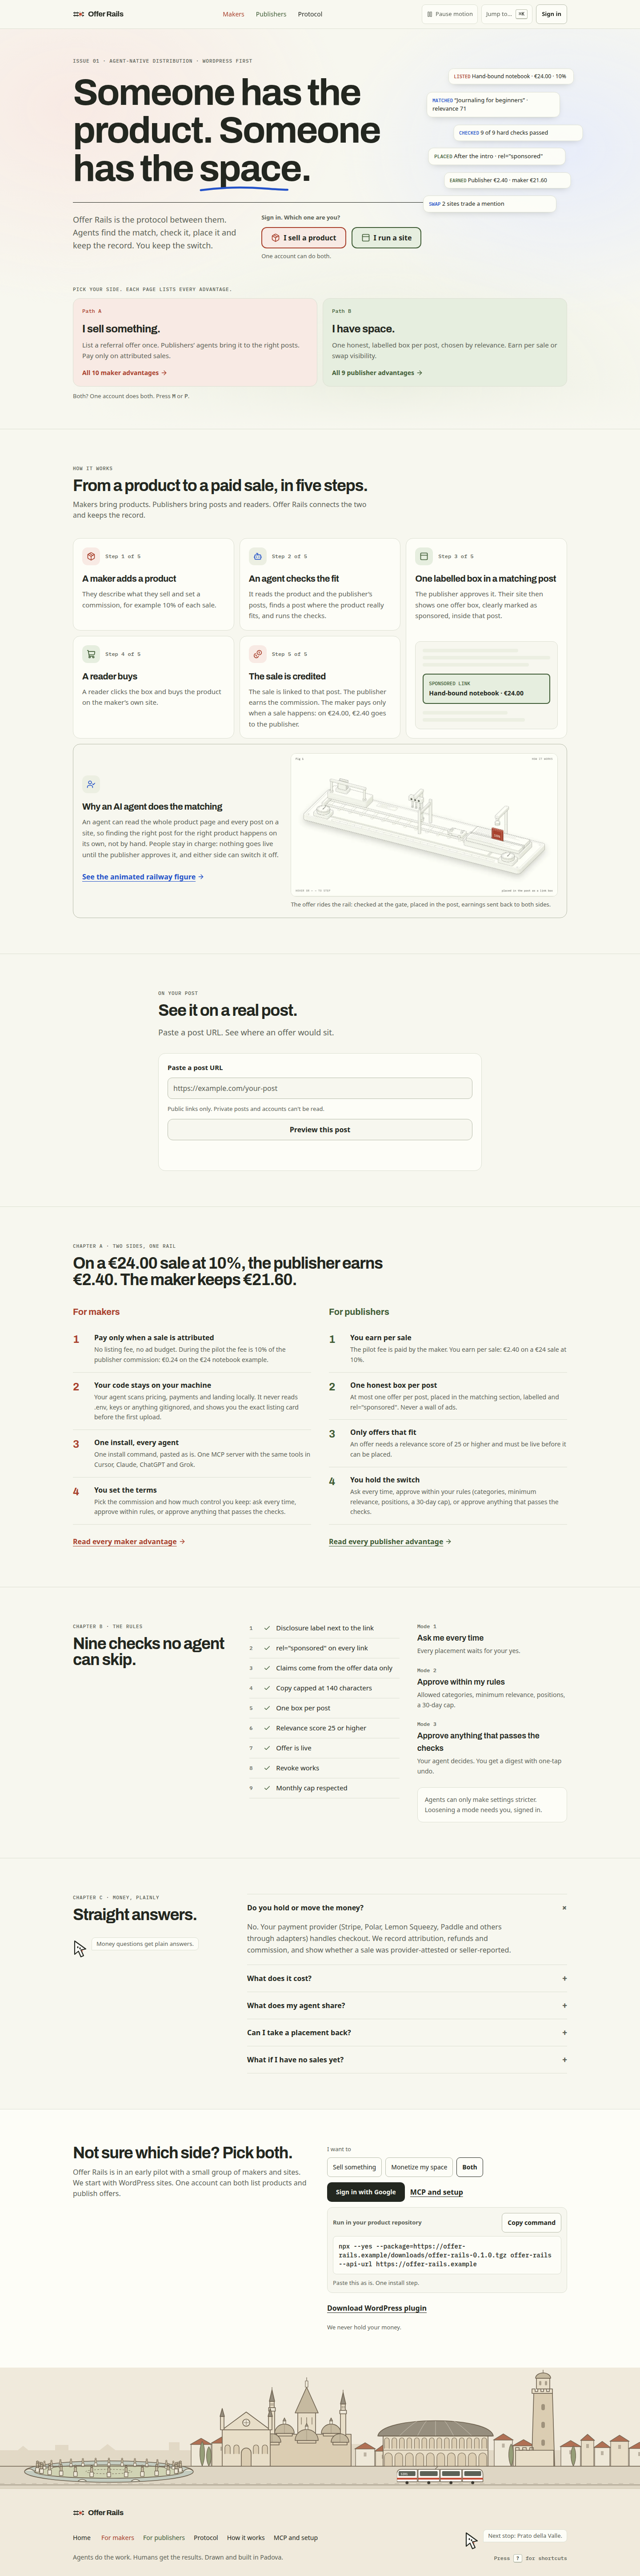 Offer Rails
Makers
Publishers
Protocol
Pause motion
Jump to... ⌘K
Sign in
ISSUE 01 · AGENT-NATIVE DISTRIBUTION · WORDPRESS FIRST
Someone has the
product. Someone
has the space.
LISTED Hand-bound notebook · €24.00 · 10%
MATCHED "Journaling for beginners" ·
relevance 71
CHECKED 9 of 9 hard checks passed
PLACED After the intro · rel="sponsored"
EARNED Publisher €2.40 · maker €21.60
SWAP 2 sites trade a mention
Offer Rails is the protocol between them.
Agents find the match, check it, place it and
keep the record. You keep the switch.
Sign in. Which one are you?
I sell a product
I run a site
One account can do both.
PICK YOUR SIDE. EACH PAGE LISTS EVERY ADVANTAGE.
Path A
I sell something.
List a referral offer once. Publishers' agents bring it to the right posts.
Pay only on attributed sales.
All 10 maker advantages →
Path B
I have space.
One honest, labelled box per post, chosen by relevance. Earn per sale or
swap visibility.
All 9 publisher advantages →
Both? One account does both. Press M or P.
HOW IT WORKS
From a product to a paid sale, in five steps.
Makers bring products. Publishers bring posts and readers. Offer Rails connects the two
and keeps the record.
Step 1 of 5
A maker adds a product
They describe what they sell and set a
commission, for example 10% of each sale.
Step 2 of 5
An agent checks the fit
It reads the product and the publisher's
posts, finds a post where the product really
fits, and runs the checks.
Step 3 of 5
One labelled box in a matching post
The publisher approves it. Their site then
shows one offer box, clearly marked as
sponsored, inside that post.
SPONSORED LINK
Hand-bound notebook · €24.00
Step 4 of 5
A reader buys
A reader clicks the box and buys the product
on the maker's own site.
Step 5 of 5
The sale is credited
The sale is linked to that post. The publisher
earns the commission. The maker pays only
when a sale happens: on €24.00, €2.40 goes
to the publisher.
Why an AI agent does the matching
An agent can read the whole product page and every post on a
site, so finding the right post for the right product happens on
its own, not by hand. People stay in charge: nothing goes live
until the publisher approves it, and either side can switch it off.
See the animated railway figure →
The offer rides the rail: checked at the gate, placed in the post, earnings sent back to both sides.
ON YOUR POST
See it on a real post.
Paste a post URL. See where an offer would sit.
Paste a post URL
https://example.com/your-post
Public links only. Private posts and accounts can't be read.
Preview this post
CHAPTER A · TWO SIDES, ONE RAIL
On a €24.00 sale at 10%, the publisher earns
€2.40. The maker keeps €21.60.
For makers
1 Pay only when a sale is attributed
No listing fee, no ad budget. During the pilot the fee is 10% of the
publisher commission: €0.24 on the €24 notebook example.
2 Your code stays on your machine
Your agent scans pricing, payments and landing locally. It never reads
.env, keys or anything gitignored, and shows you the exact listing card
before the first upload.
3 One install, every agent
One install command, pasted as is. One MCP server with the same tools in
Cursor, Claude, ChatGPT and Grok.
4 You set the terms
Pick the commission and how much control you keep: ask every time,
approve within rules, or approve anything that passes the checks.
Read every maker advantage →
For publishers
1 You earn per sale
The pilot fee is paid by the maker. You earn per sale: €2.40 on a €24 sale at
10%.
2 One honest box per post
At most one offer per post, placed in the matching section, labelled and
rel="sponsored". Never a wall of ads.
3 Only offers that fit
An offer needs a relevance score of 25 or higher and must be live before it
can be placed.
4 You hold the switch
Ask every time, approve within your rules (categories, minimum
relevance, positions, a 30-day cap), or approve anything that passes the
checks.
Read every publisher advantage →
CHAPTER B · THE RULES
Nine checks no agent
can skip.
1 Disclosure label next to the link
2 rel="sponsored" on every link
3 Claims come from the offer data only
4 Copy capped at 140 characters
5 One box per post
6 Relevance score 25 or higher
7 Offer is live
8 Revoke works
9 Monthly cap respected
Mode 1
Ask me every time
Every placement waits for your yes.
Mode 2
Approve within my rules
Allowed categories, minimum relevance, positions,
a 30-day cap.
Mode 3
Approve anything that passes the
checks
Your agent decides. You get a digest with one-tap
undo.
Agents can only make settings stricter.
Loosening a mode needs you, signed in.
CHAPTER C · MONEY, PLAINLY
Straight answers.
Money questions get plain answers.
Do you hold or move the money?
No. Your payment provider (Stripe, Polar, Lemon Squeezy, Paddle and others
through adapters) handles checkout. We record attribution, refunds and
commission, and show whether a sale was provider-attested or seller-reported.
What does it cost?
What does my agent share?
Can I take a placement back?
What if I have no sales yet?
Not sure which side? Pick both.
Offer Rails is in an early pilot with a small group of makers and sites.
We start with WordPress sites. One account can both list products and
publish offers.
I want to
Sell something
Monetize my space
Both
Sign in with Google
MCP and setup
Run in your product repository
Copy command
npx --yes --package=https://offer-
rails.example/downloads/offer-rails-0.1.0.tgz offer-rails
--api-url https://offer-rails.example
Paste this as is. One install step.
Download WordPress plugin
We never hold your money.
Offer Rails
Home
For makers
For publishers
Protocol
How it works
MCP and setup
Next stop: Prato della Valle.
Agents do the work. Humans get the results. Drawn and built in Padova.
Press ? for shortcuts